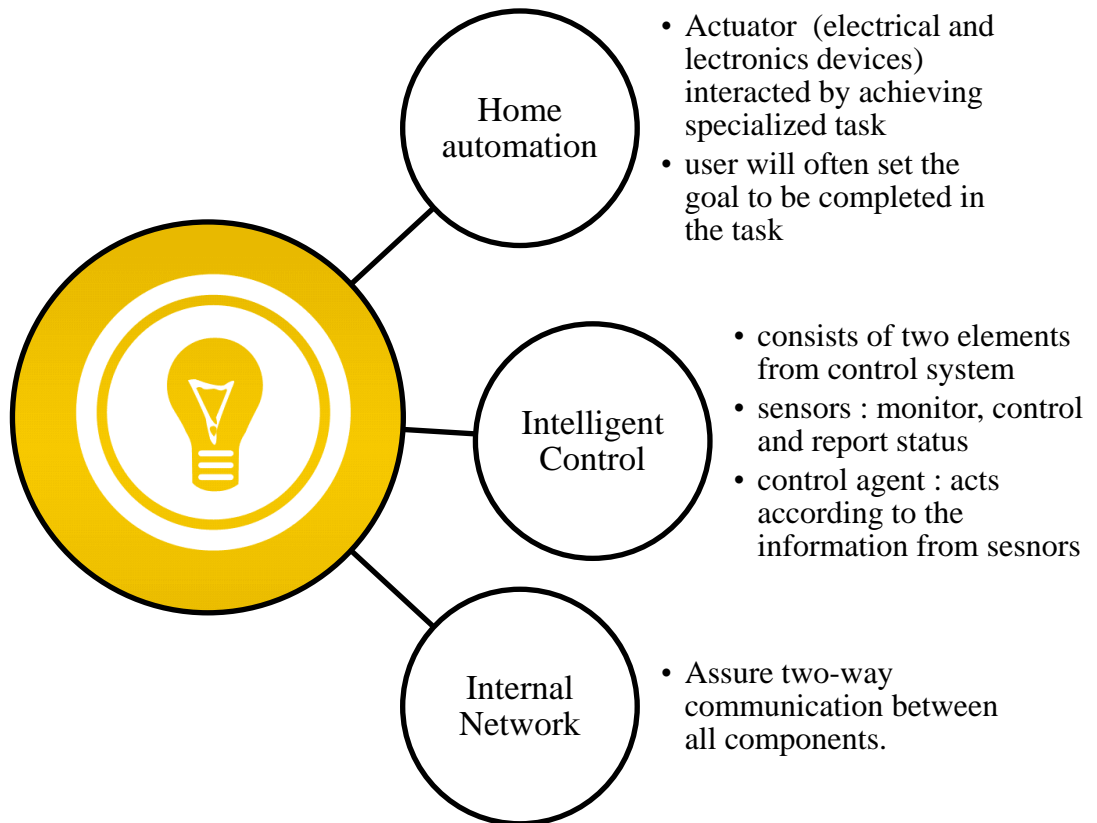 Home
automation
• Actuator  (electrical and
lectronics devices)
interacted by achieving
specialized task
• user will often set the
goal to be completed in
the task
Intelligent
Control
• consists of two elements
from control system
• sensors : monitor, control
and report status
• control agent : acts
according to the
information from sesnors
Internal
Network
• Assure two-way
communication between
all components.